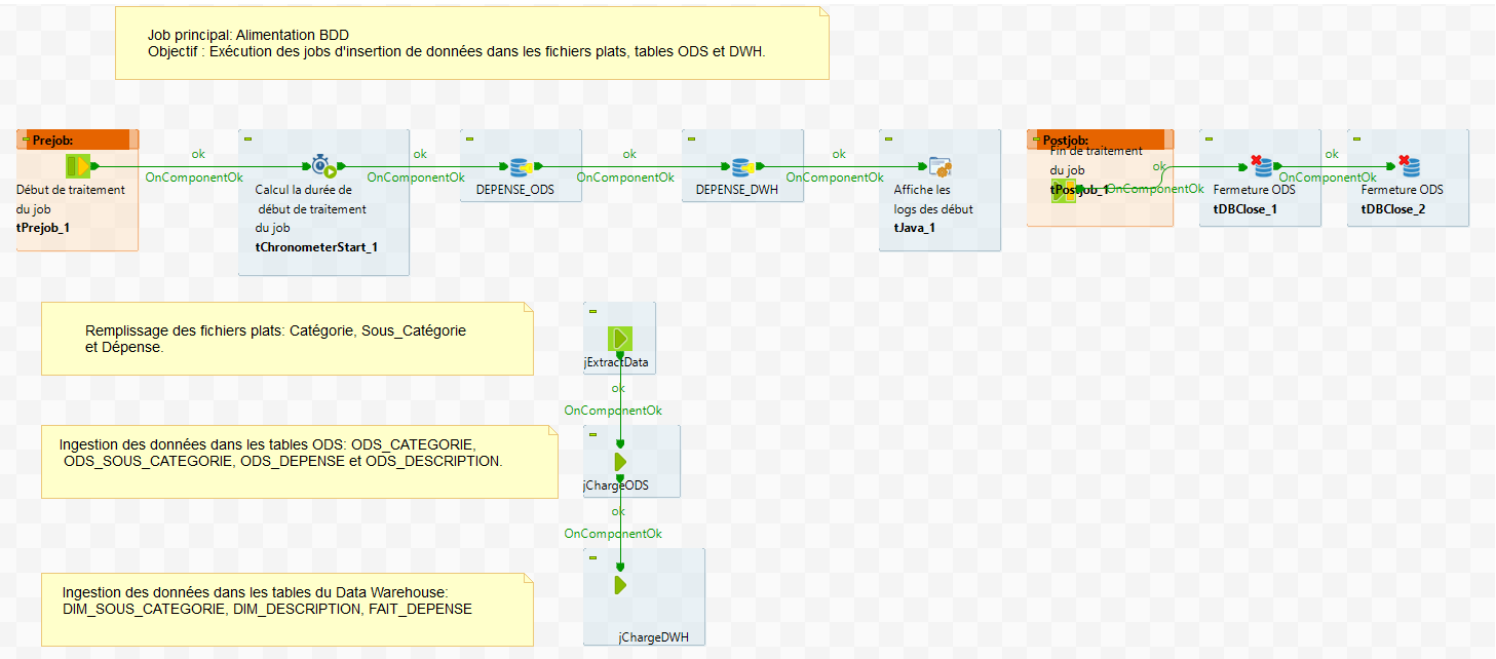 Job principal: Alimentation BDD
Objectif : Exécution des jobs d'insertion de données dans les fichiers plats, tables ODS et DWH.
Prejob:
Début de traitement
du job
tPrejob_1
ok
OnComponentOk
Calcul la durée de
début de traitement
du job
tChronometerStart_1
ok
OnComponentOk
DEPENSE_ODS
ok
OnComponentOk
DEPENSE_DWH
ok
OnComponentOk
Affiche les
logs des début
tJava_1
Postjob:
Fin de traitement
du job
tPostjob_1
ok
OnComponentOk
Fermeture ODS
tDBClose_1
ok
OnComponentOk
Fermeture ODS
tDBClose_2
Remplissage des fichiers plats: Catégorie, Sous_Catégorie
et Dépense.
jExtractData
ok
OnComponentOk
Ingestion des données dans les tables ODS: ODS_CATEGORIE,
ODS_SOUS_CATEGORIE, ODS_DEPENSE et ODS_DESCRIPTION.
jChargeODS
ok
OnComponentOk
Ingestion des données dans les tables du Data Warehouse:
DIM_SOUS_CATEGORIE, DIM_DESCRIPTION, FAIT_DEPENSE
jChargeDWH